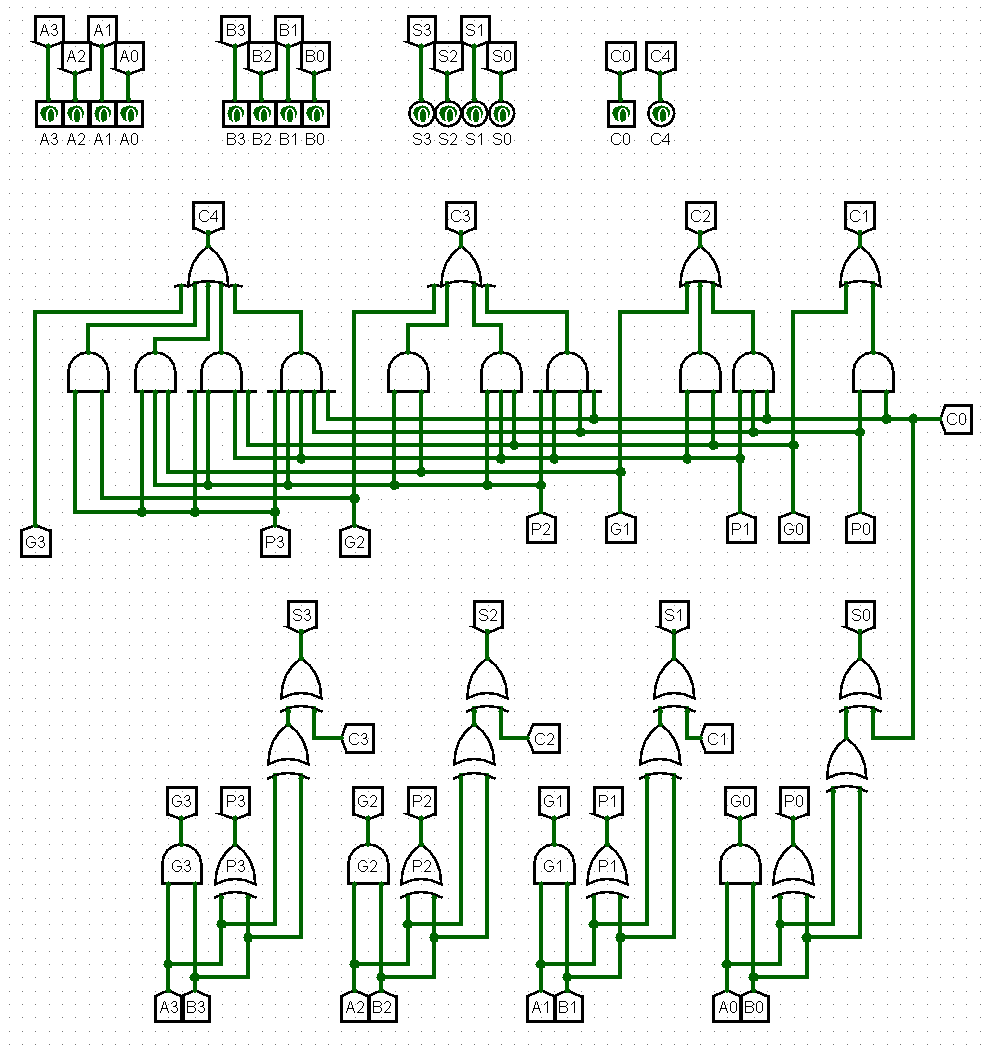 A3 A1 B3 B1 S3 S1 C0 C4
A2 A0 B2 B0 S2 S0
A3 A2 A1 A0 B3 B2 B1 B0 S3 S2 S1 S0 C0 C4
C4 C3 C2 C1
C0
G3 P3 G2 P2 G1 P1 G0 P0
S3 S2 S1 S0
C3 C2 C1
G3 P3 G2 P2 G1 P1 G0 P0
G3 P3 G2 P2 G1 P1
A3 B3 A2 B2 A1 B1 A0 B0